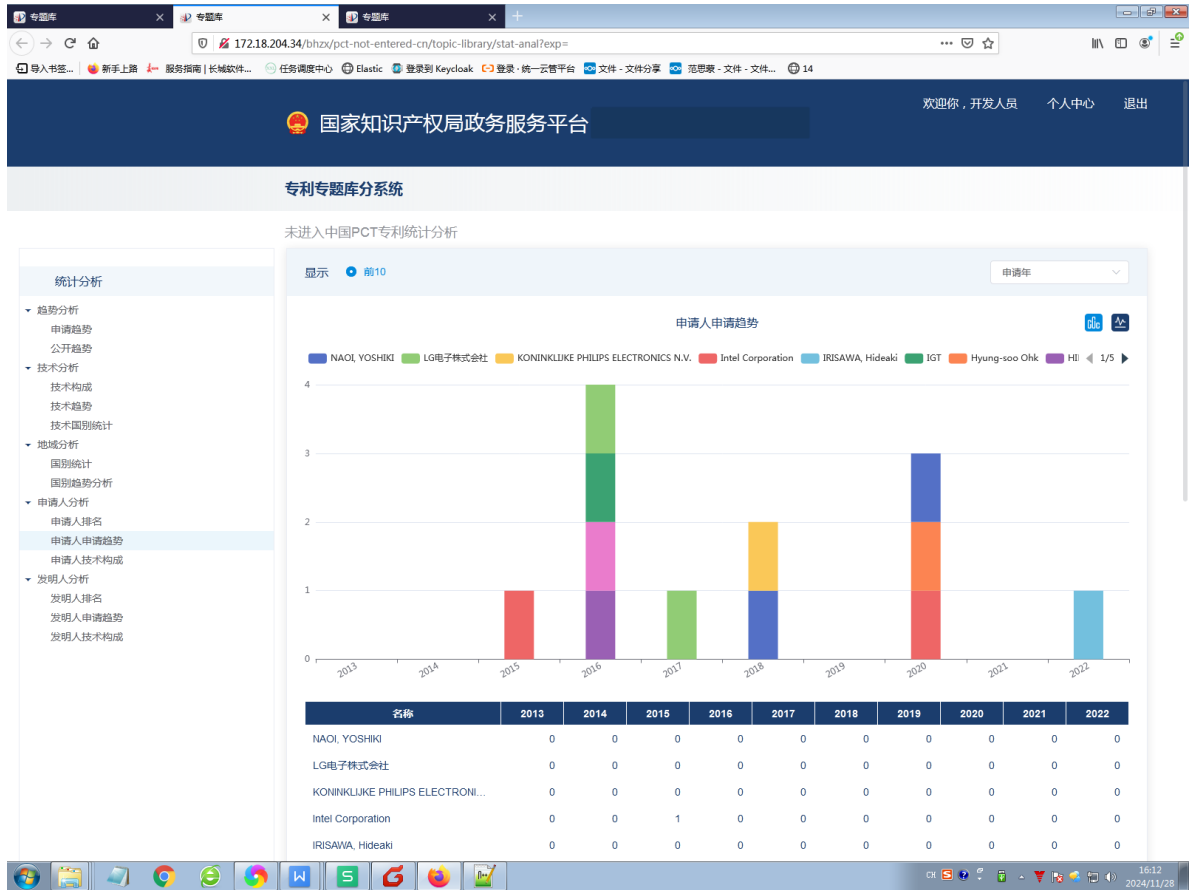 专题库
专题库
专题库
172.18.204.34/bhzx/pct-not-entered-cn/topic-library/stat-anal?exp=
导入书签... 新手上路 服务指南 | 长城软件... 任务调度中心 Elastic 登录到 Keycloak 登录 · 统一云管平台 文件 - 文件分享 范思蒙 - 文件 - 文件... 14
欢迎你，开发人员 个人中心 退出
国家知识产权局政务服务平台
专利专题库分系统
未进入中国PCT专利统计分析
统计分析
趋势分析
申请趋势
公开趋势
技术分析
技术构成
技术趋势
技术国别统计
地域分析
国别统计
国别趋势分析
申请人分析
申请人排名
申请人申请趋势
申请人技术构成
发明人分析
发明人排名
发明人申请趋势
发明人技术构成
显示 前10 申请年
申请人申请趋势
NAOI, YOSHIKI LG电子株式会社 KONINKLIJKE PHILIPS ELECTRONICS N.V. Intel Corporation IRISAWA, Hideaki IGT Hyung-soo Ohk 1/5
4
3
2
1
0
2013 2014 2015 2016 2017 2018 2019 2020 2021 2022
名称 2013 2014 2015 2016 2017 2018 2019 2020 2021 2022
NAOI, YOSHIKI 0 0 0 0 0 0 0 0 0 0
LG电子株式会社 0 0 0 0 0 0 0 0 0 0
KONINKLIJKE PHILIPS ELECTRONI... 0 0 0 0 0 0 0 0 0 0
Intel Corporation 0 0 1 0 0 0 0 0 0 0
IRISAWA, Hideaki 0 0 0 0 0 0 0 0 0 0
CH
16:12
2024/11/28